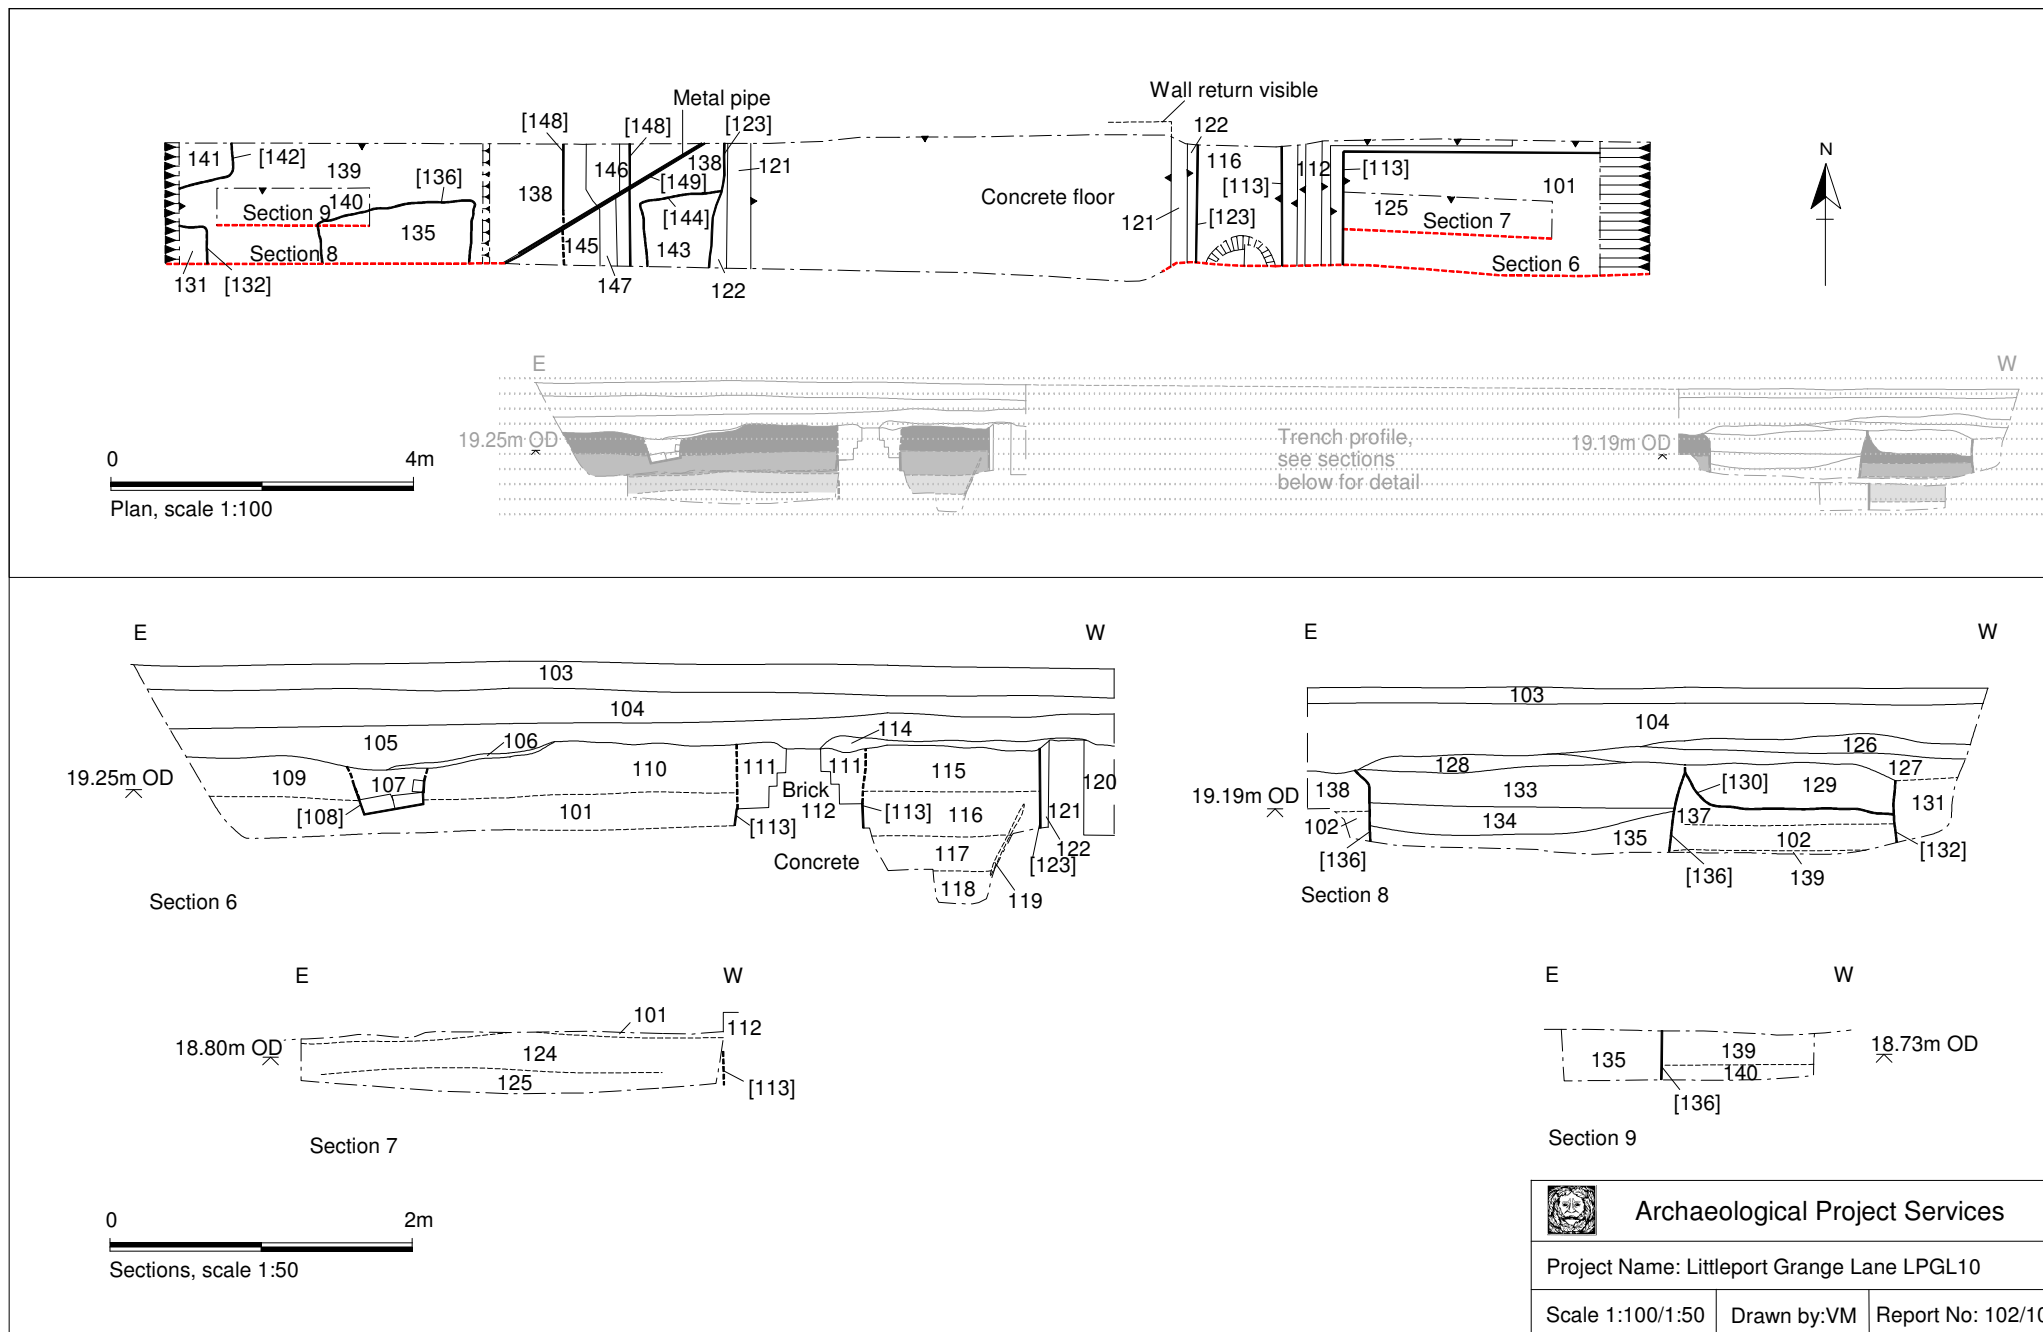 Wall return visible
Metal pipe
[148]
[148]
[123]
122
141
[142]
139
[136]
140
Section 9
Section 8
135
131
[132]
138
146
138
[149]
[144]
145
143
147
122
121
Concrete floor
121
116
[123]
[113]
112
[113]
101
125
Section 7
Section 6
N
0
4m
Plan, scale 1:100
E
W
19.25m OD
Trench profile,
see sections
below for detail
19.19m OD
E
W
103
104
105
106
114
109
107
110
111
111
115
120
19.25m OD
Brick
[108]
101
[113]
112
[113]
116
121
122
[123]
117
Concrete
118
119
Section 6
E
W
103
104
126
128
127
138
133
[130]
129
131
19.19m OD
102
134
137
135
102
[136]
[136]
139
[132]
Section 8
E
W
101
112
18.80m OD
124
125
[113]
Section 7
E
W
135
139
140
18.73m OD
[136]
Section 9
0
2m
Sections, scale 1:50
Archaeological Project Services
Project Name: Littleport Grange Lane LPGL10
Scale 1:100/1:50
Drawn by:VM
Report No: 102/10